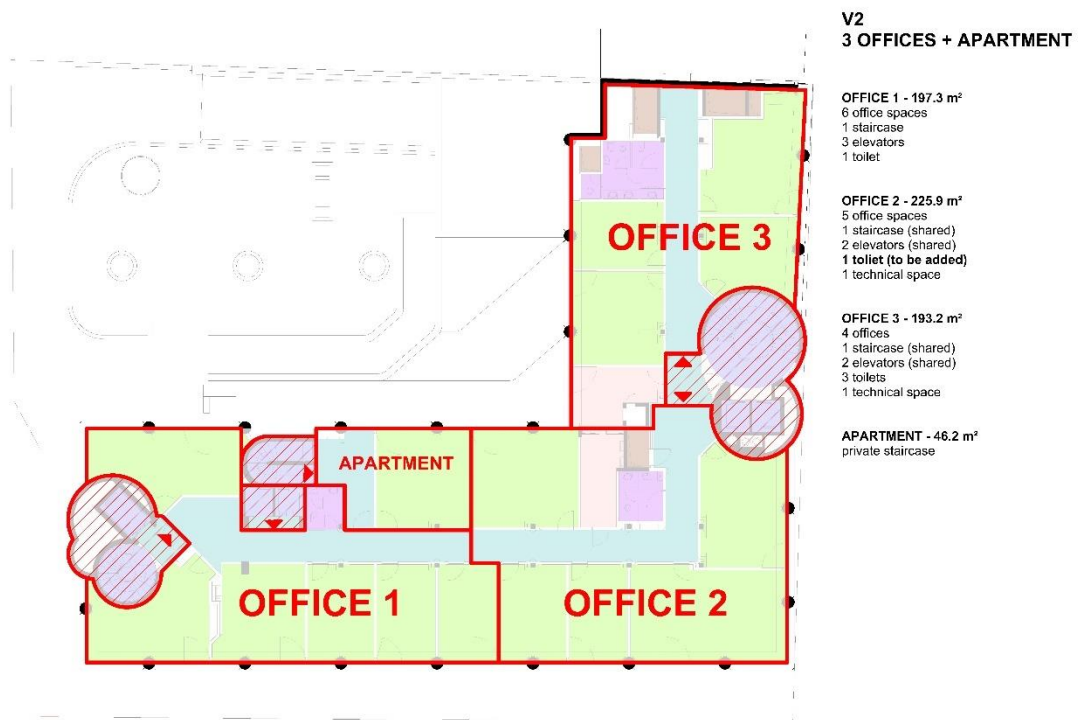 V2
3 OFFICES + APARTMENT
OFFICE 1 - 197.3 m²
6 office spaces
1 staircase
3 elevators
1 toilet
OFFICE 2 - 225.9 m²
5 office spaces
1 staircase (shared)
2 elevators (shared)
1 toliet (to be added)
1 technical space
OFFICE 3 - 193.2 m²
4 offices
1 staircase (shared)
2 elevators (shared)
3 toilets
1 technical space
APARTMENT - 46.2 m²
private staircase
OFFICE 3
APARTMENT
OFFICE 1
OFFICE 2